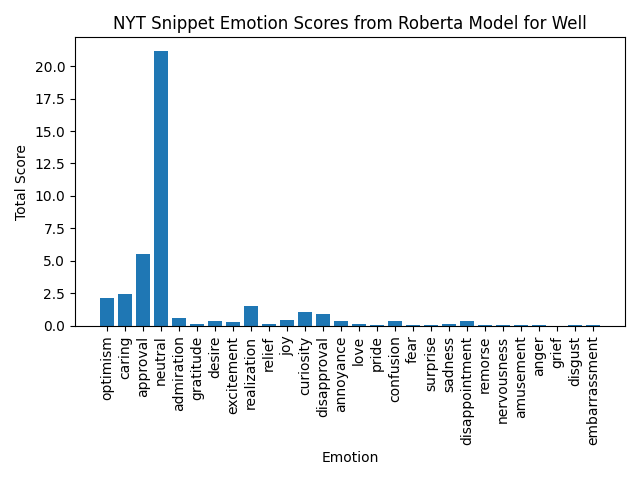 NYT Snippet Emotion Scores from Roberta Model for Well
Total Score
20.0
17.5
15.0
12.5
10.0
7.5
5.0
2.5
0.0
optimism
caring
approval
neutral
admiration
gratitude
desire
excitement
realization
relief
joy
curiosity
disapproval
annoyance
love
pride
confusion
fear
surprise
sadness
disappointment
remorse
nervousness
amusement
anger
grief
disgust
embarrassment
Emotion